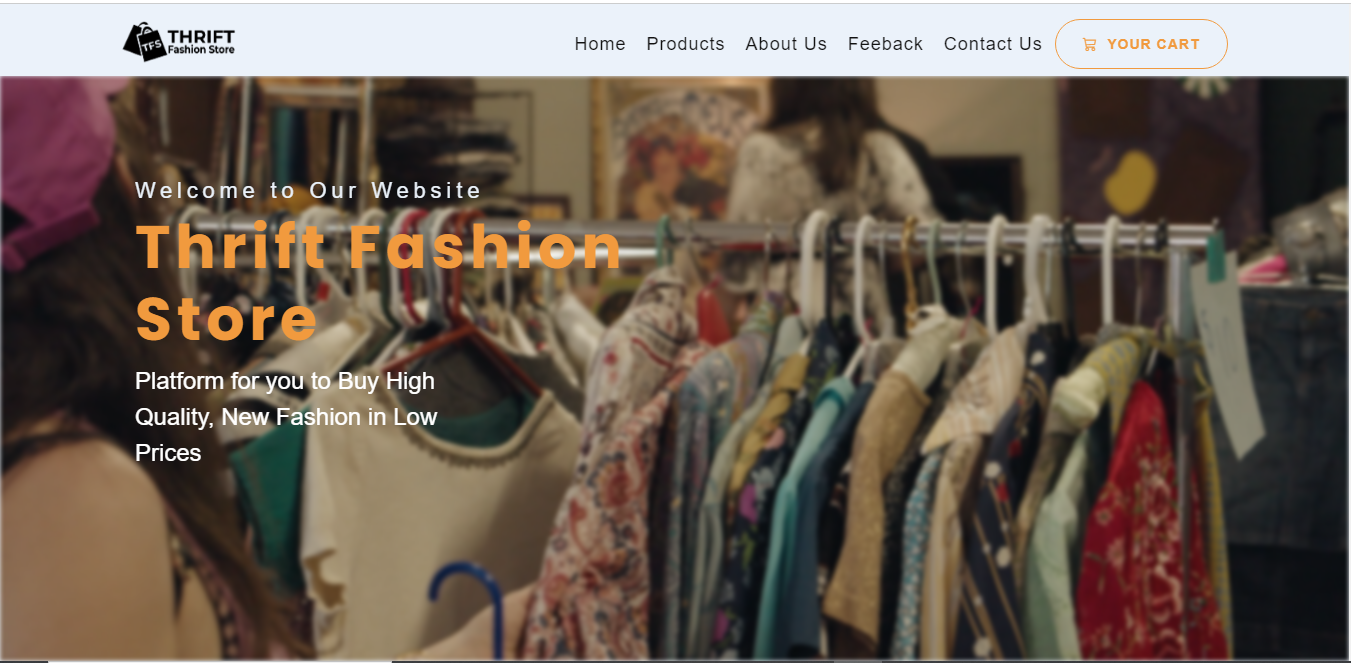 TFS
THRIFT
Fashion Store
Home Products About Us Feeback Contact Us YOUR CART
Welcome to Our Website
Thrift Fashion
Store
Platform for you to Buy High
Quality, New Fashion in Low
Prices